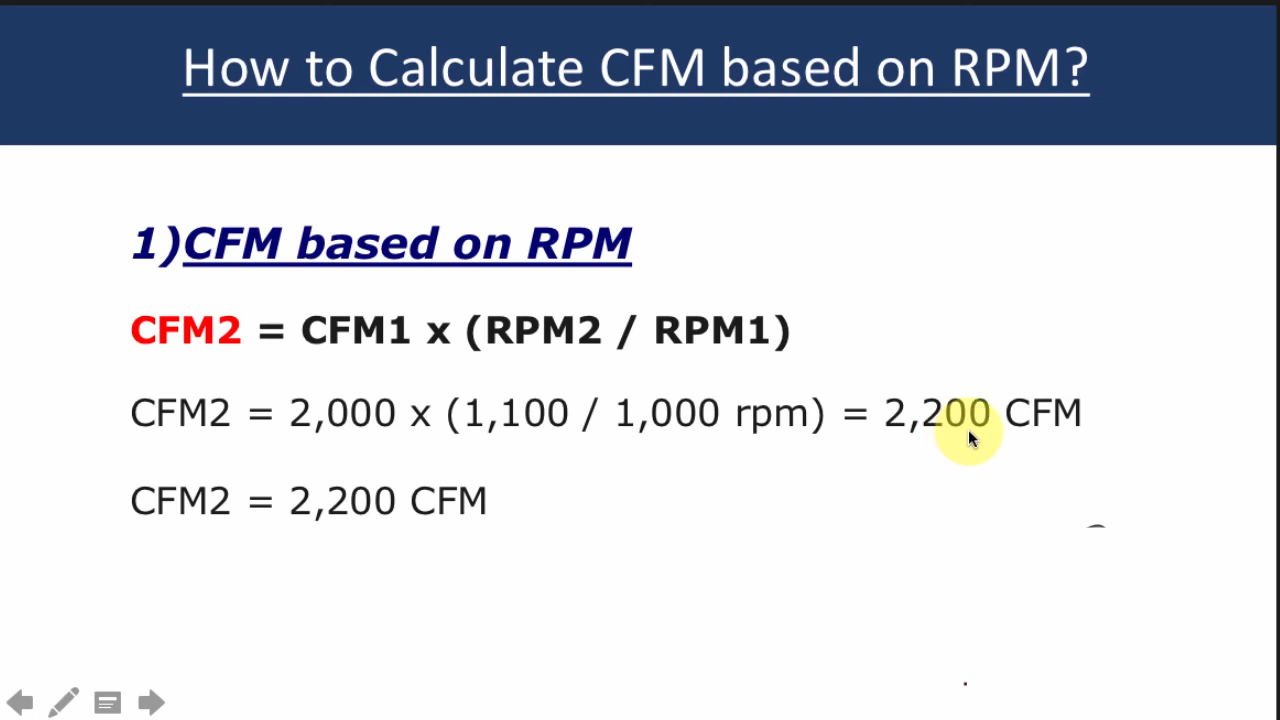 How to Calculate CFM based on RPM?
1)CFM based on RPM
CFM2 = CFM1 x (RPM2 / RPM1)
CFM2 = 2,000 x (1,100 / 1,000 rpm) = 2,200 CFM
CFM2 = 2,200 CFM